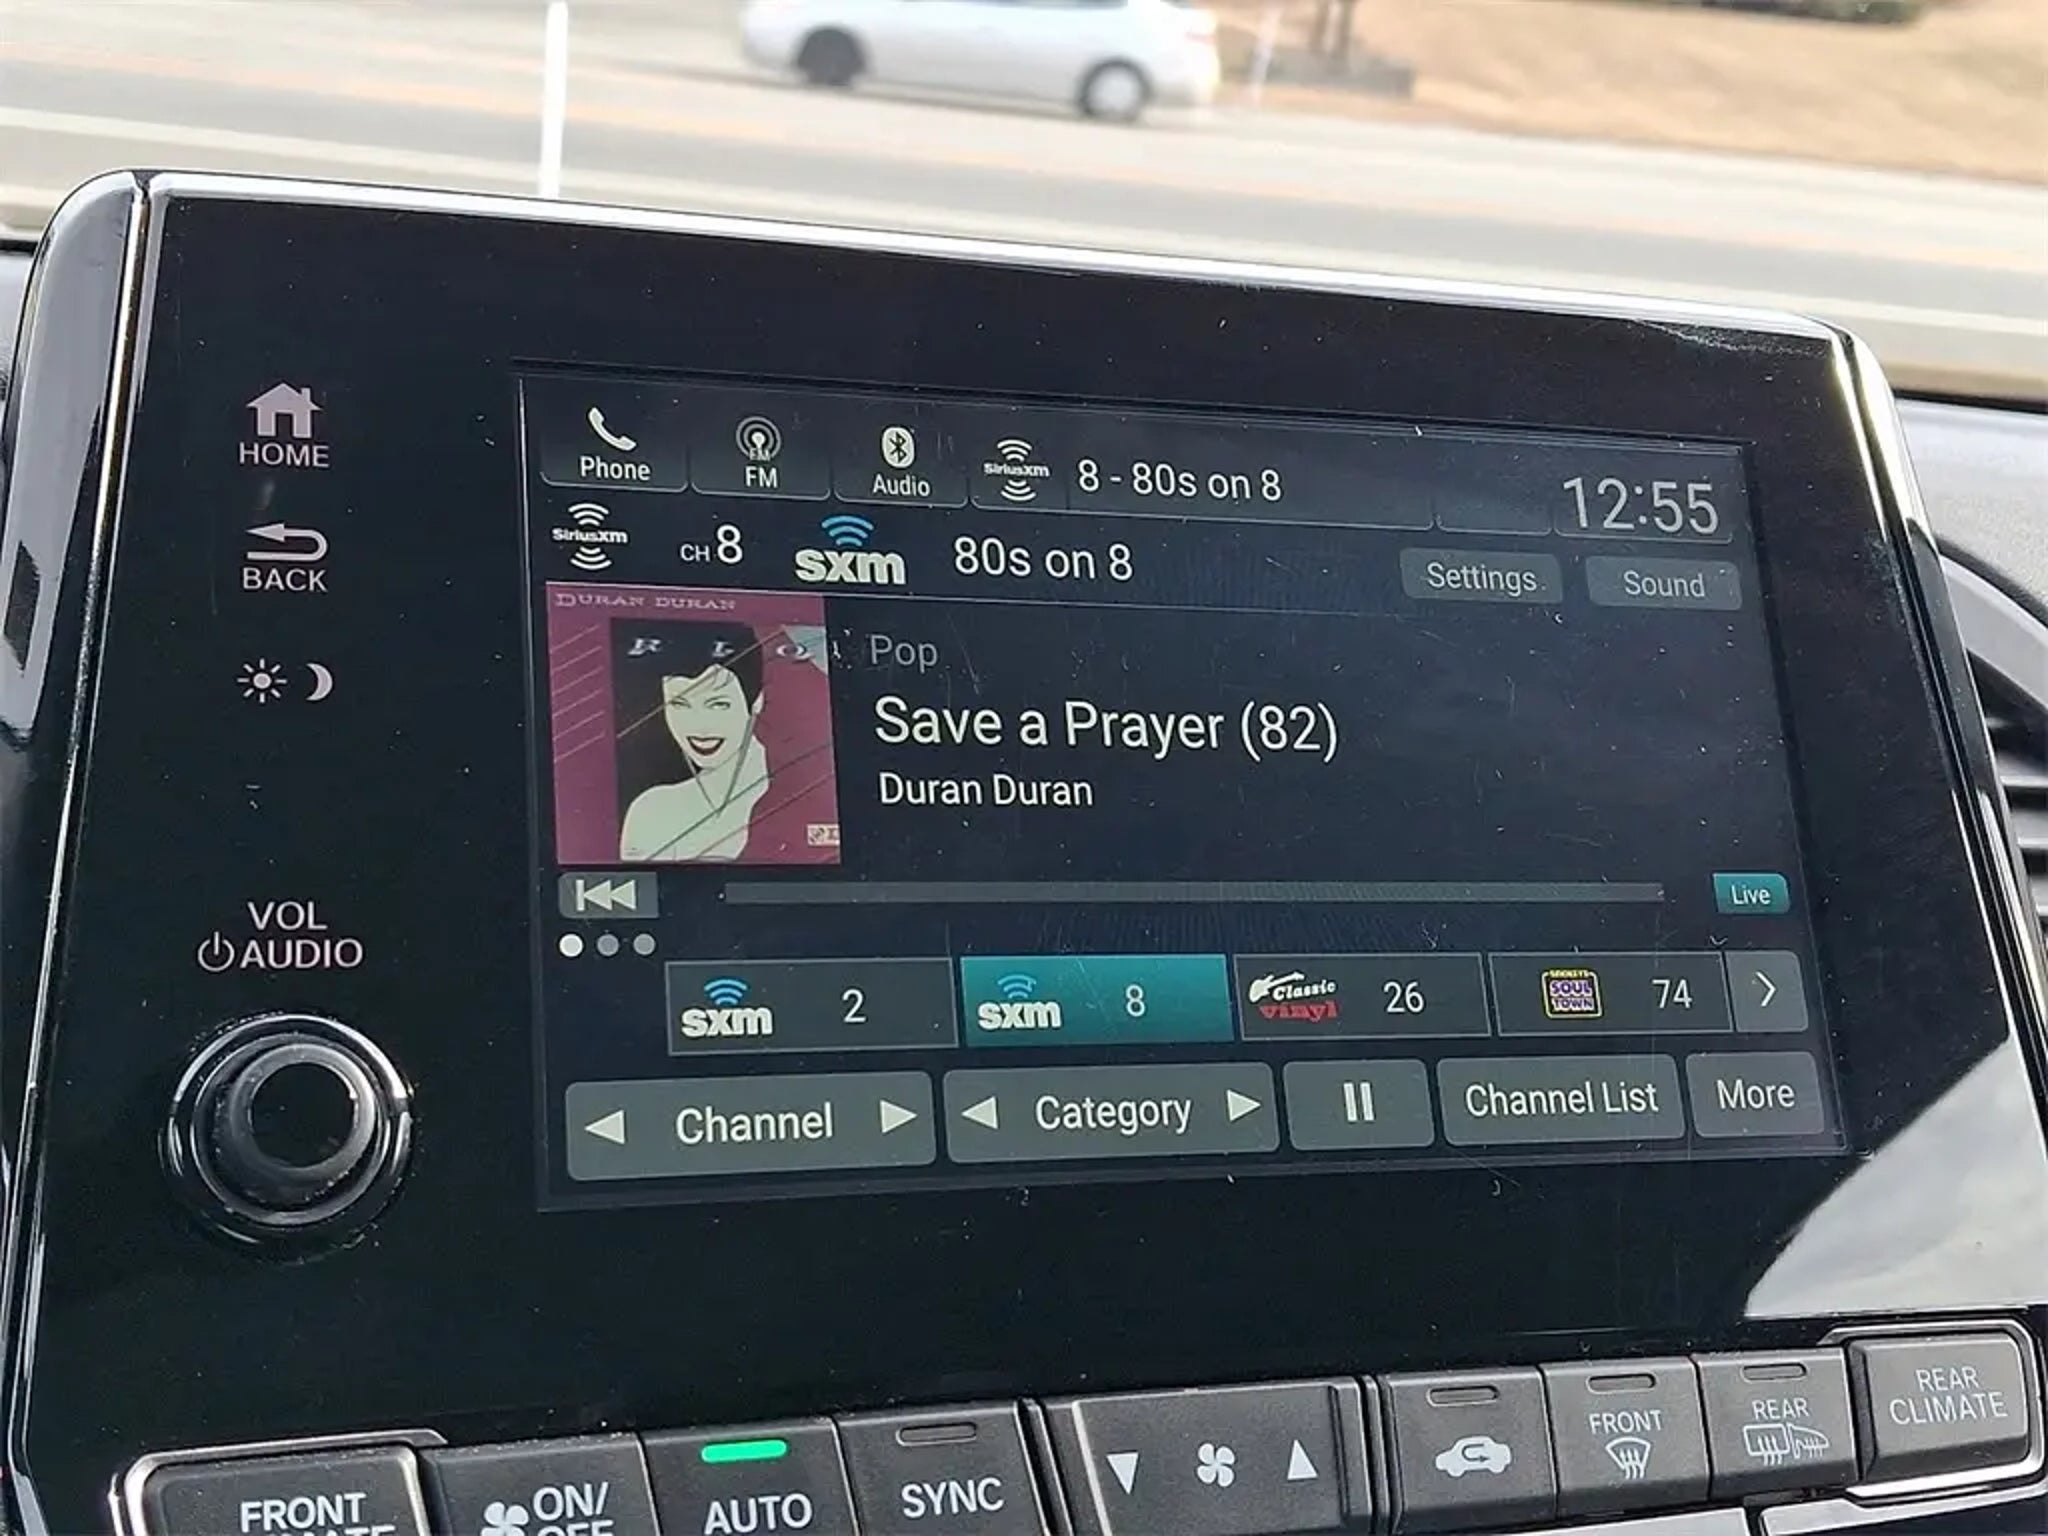 HOME
BACK
VOL
AUDIO
Phone
FM
FM
Audio
SiriusXM
8 - 80s on 8
12:55
SiriusXM
CH 8
sxm
80s on 8
Settings
Sound
DURAN DURAN
R I O
Pop
Save a Prayer (82)
Duran Duran
Live
sxm 2
sxm 8
Classic
vinyl
26
SOUL
TOWN
74
Channel
Category
Channel List
More
FRONT
ON/
OFF
AUTO
SYNC
FRONT
REAR
REAR
CLIMATE